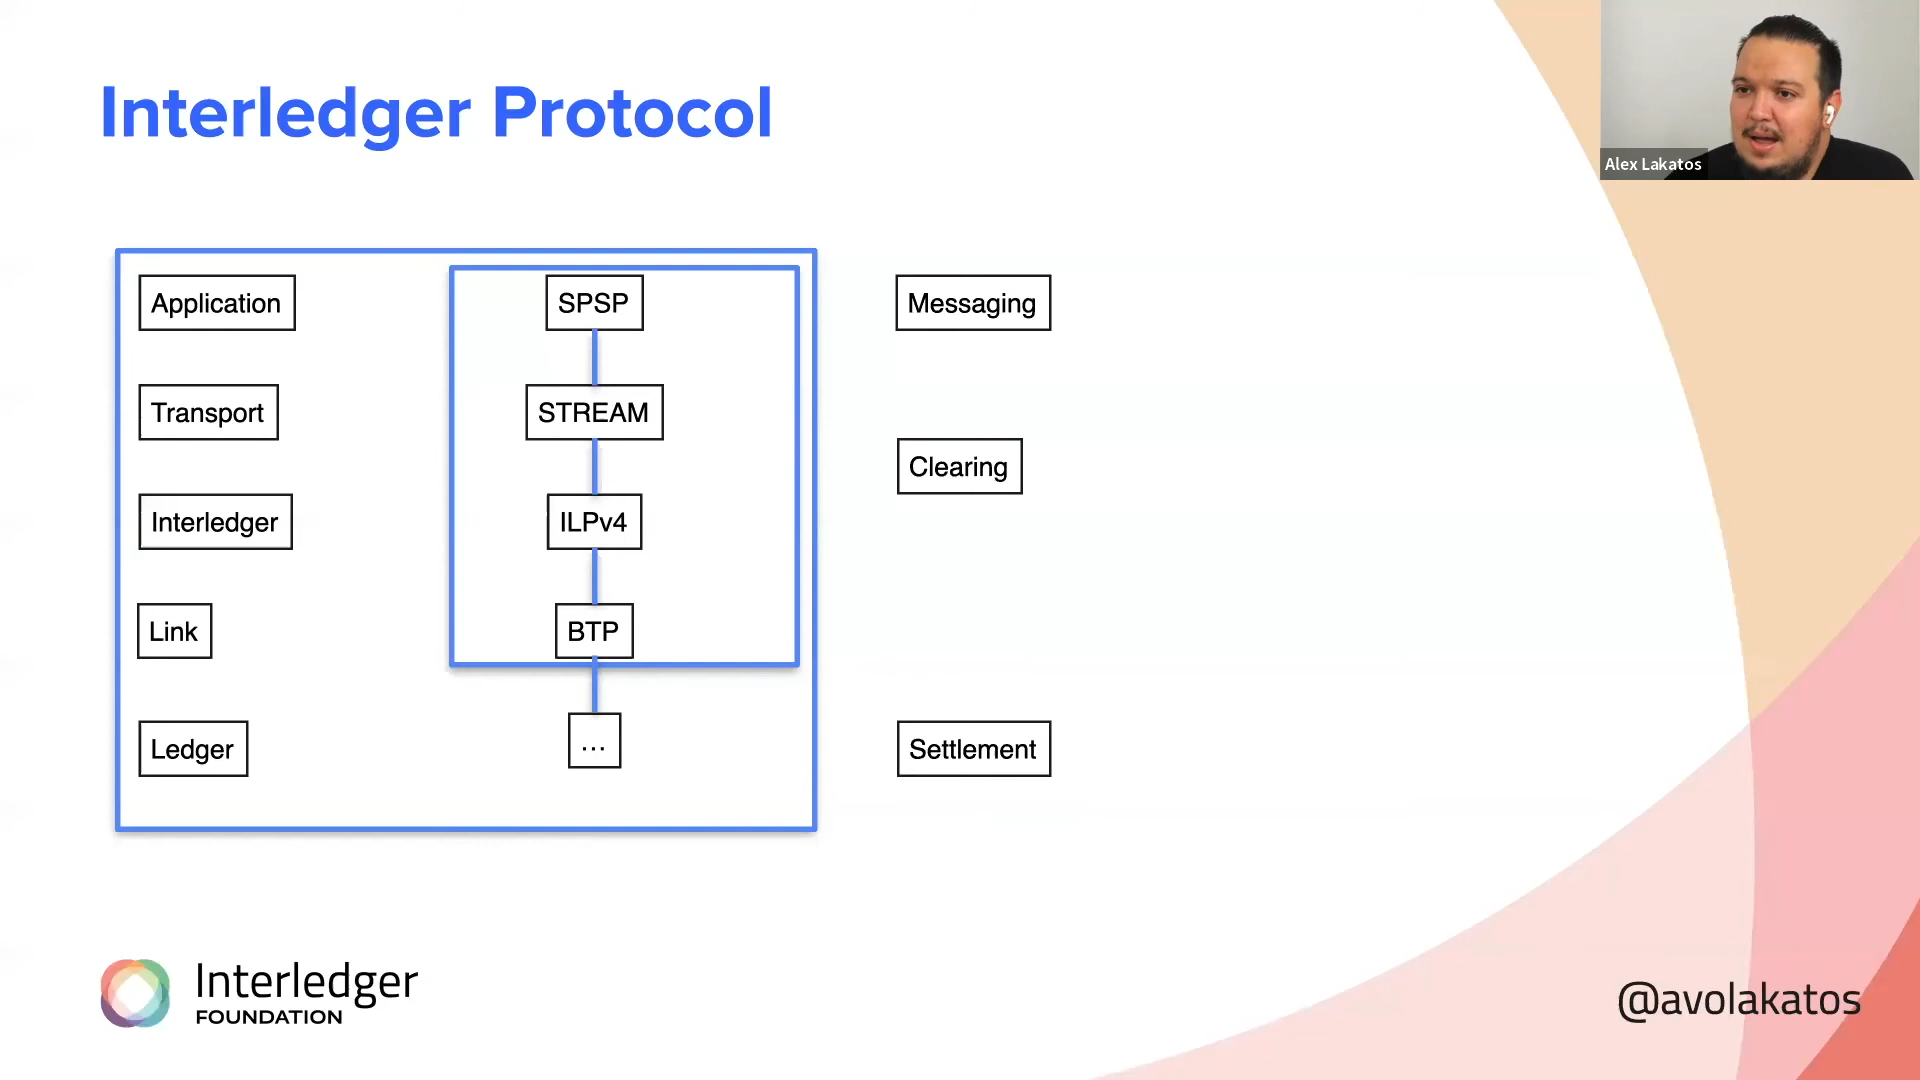 Interledger Protocol
Alex Lakatos
Application
SPSP
Messaging
Transport
STREAM
Clearing
Interledger
ILPv4
Link
BTP
Ledger
...
Settlement
Interledger
FOUNDATION
@avolakatos